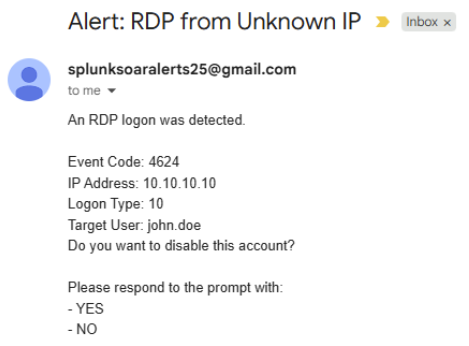 Alert: RDP from Unknown IP Inbox x
splunksoaralerts25@gmail.com
to me
An RDP logon was detected.
Event Code: 4624
IP Address: 10.10.10.10
Logon Type: 10
Target User: john.doe
Do you want to disable this account?
Please respond to the prompt with:
- YES
- NO